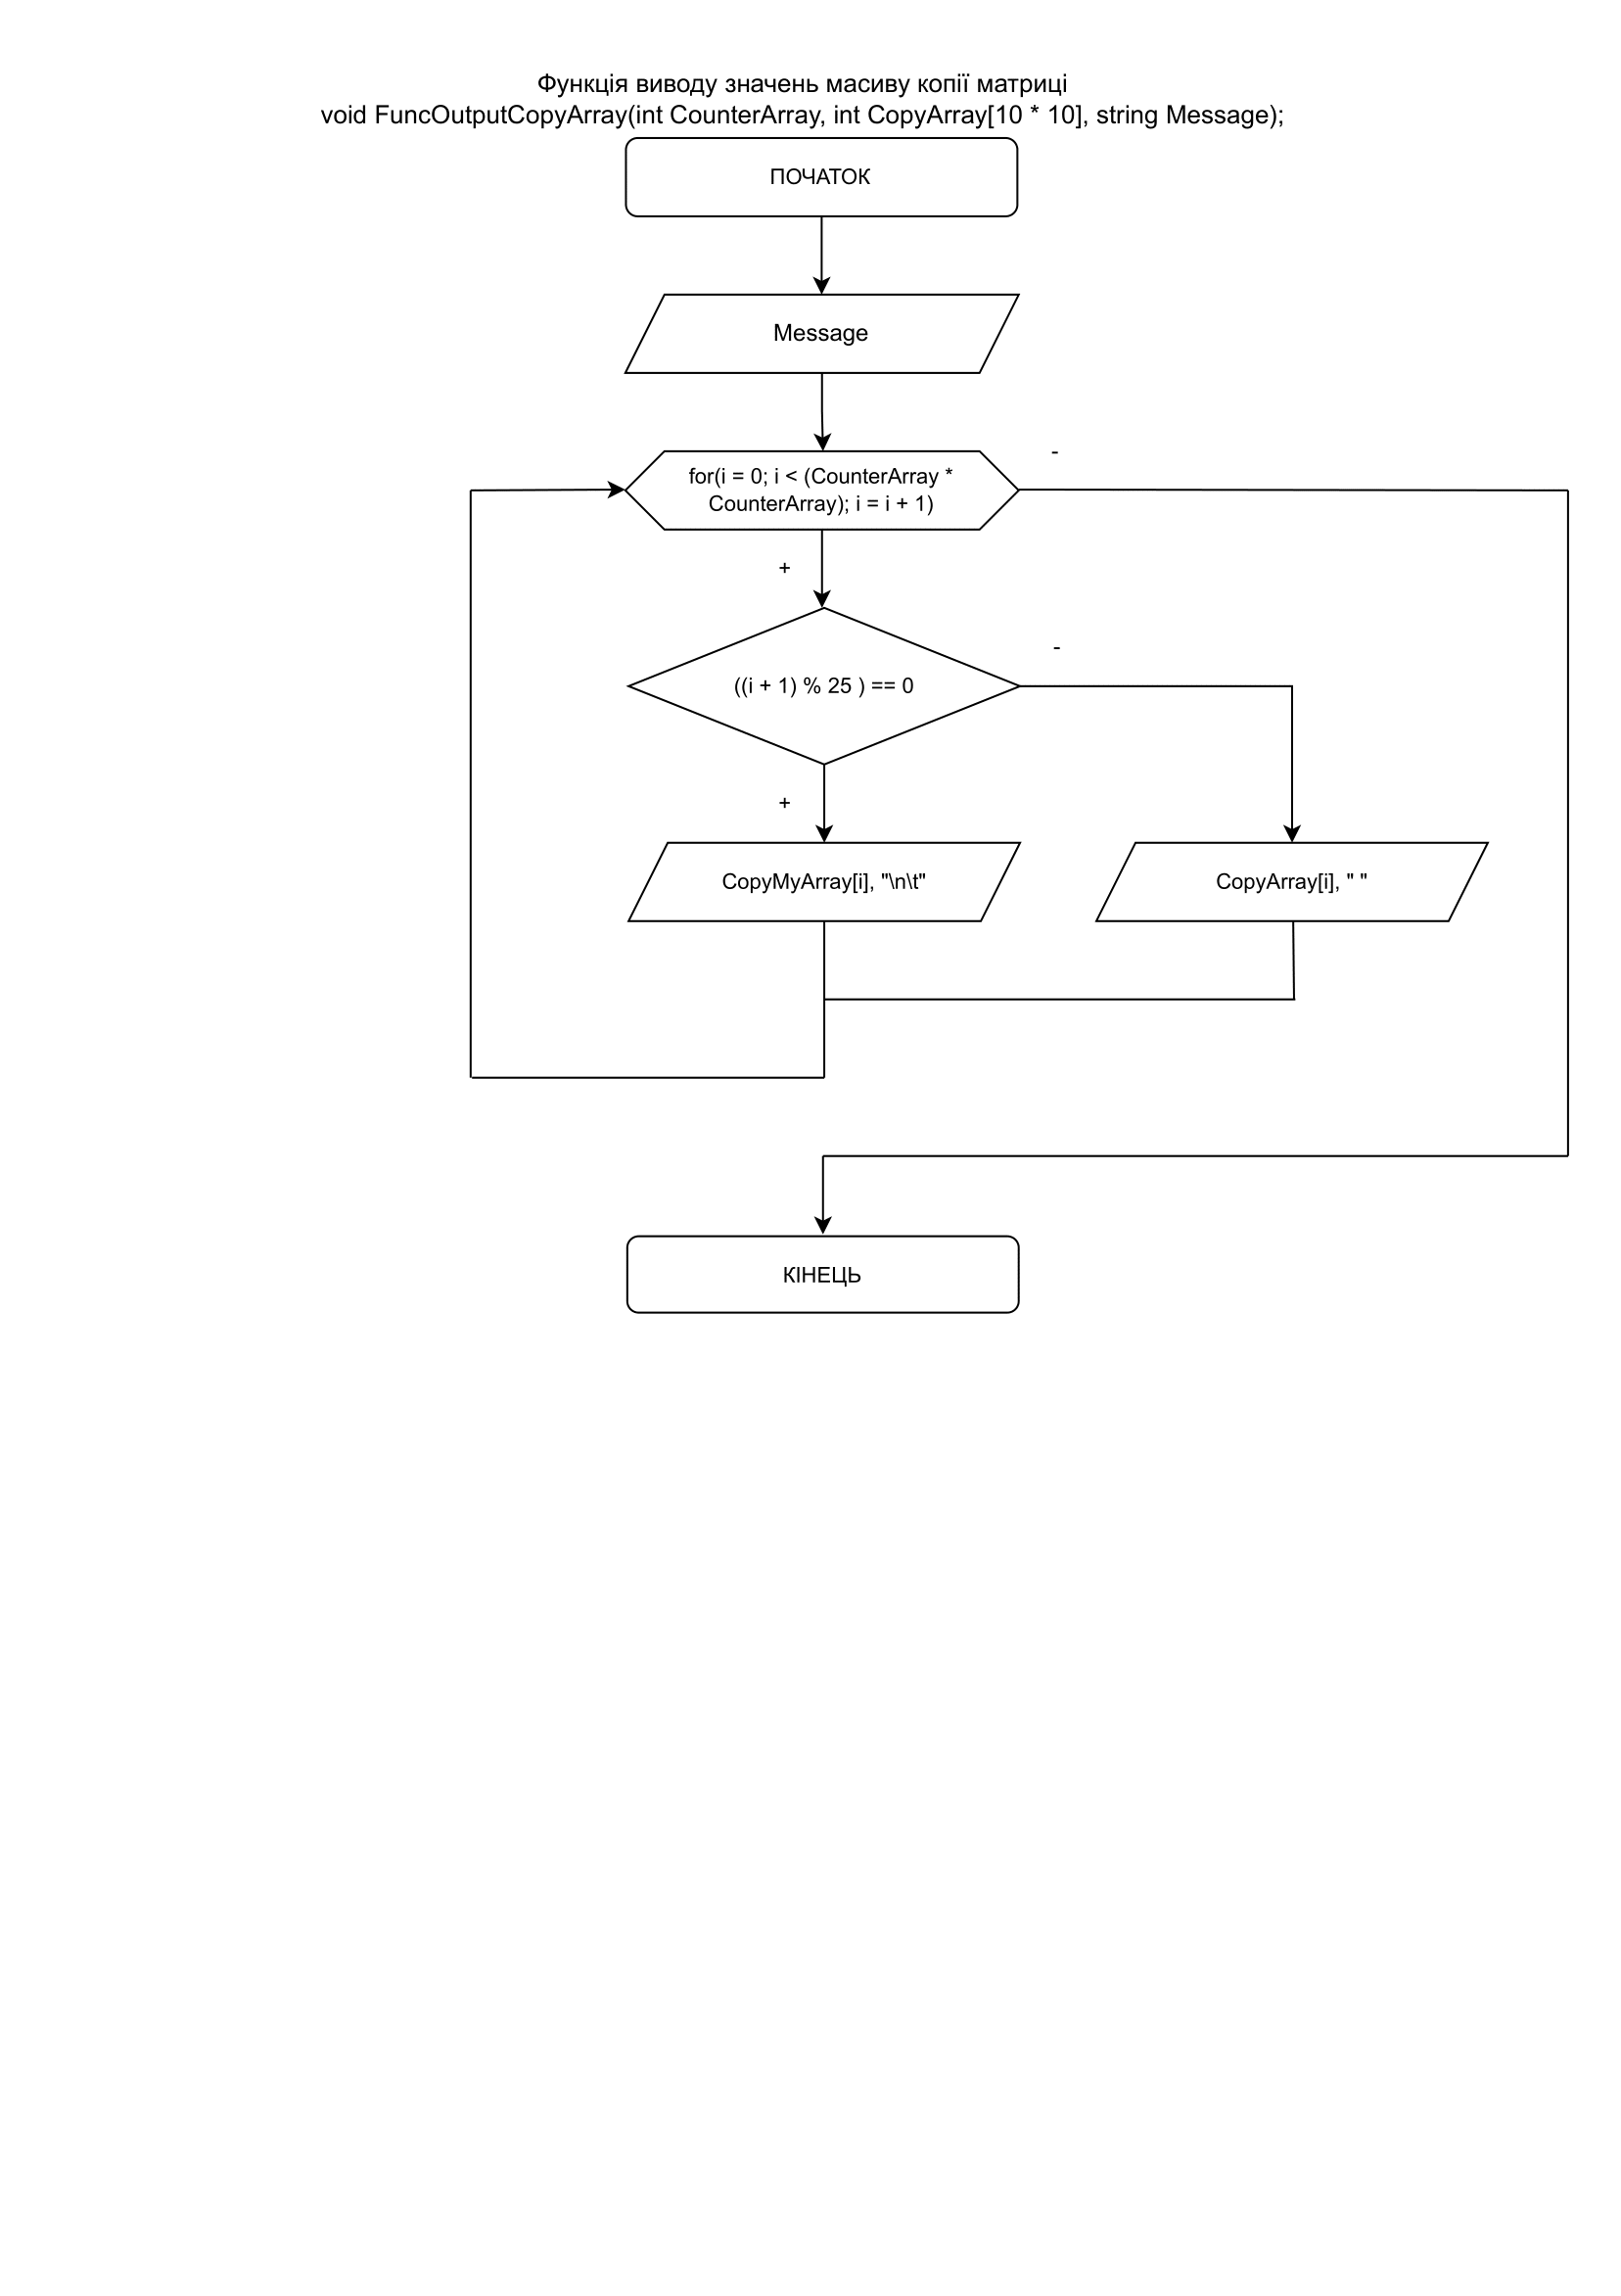 Функція виводу значень масиву копії матриці
void FuncOutputCopyArray(int CounterArray, int CopyArray[10 * 10], string Message);
ПОЧАТОК
Message
for(i = 0; i < (CounterArray *
CounterArray); i = i + 1)
-
+
((i + 1) % 25 ) == 0
-
+
CopyMyArray[i], "\n\t"
CopyArray[i], " "
КІНЕЦЬ